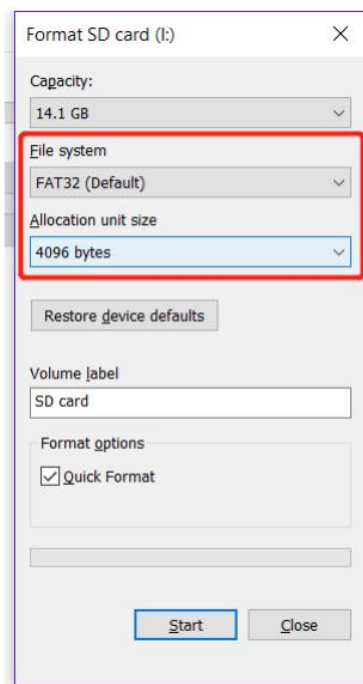 Format SD card (I:)
Capacity:
14.1 GB
File system
FAT32 (Default)
Allocation unit size
4096 bytes
Restore device defaults
Volume label
SD card
Format options
Quick Format
Start
Close